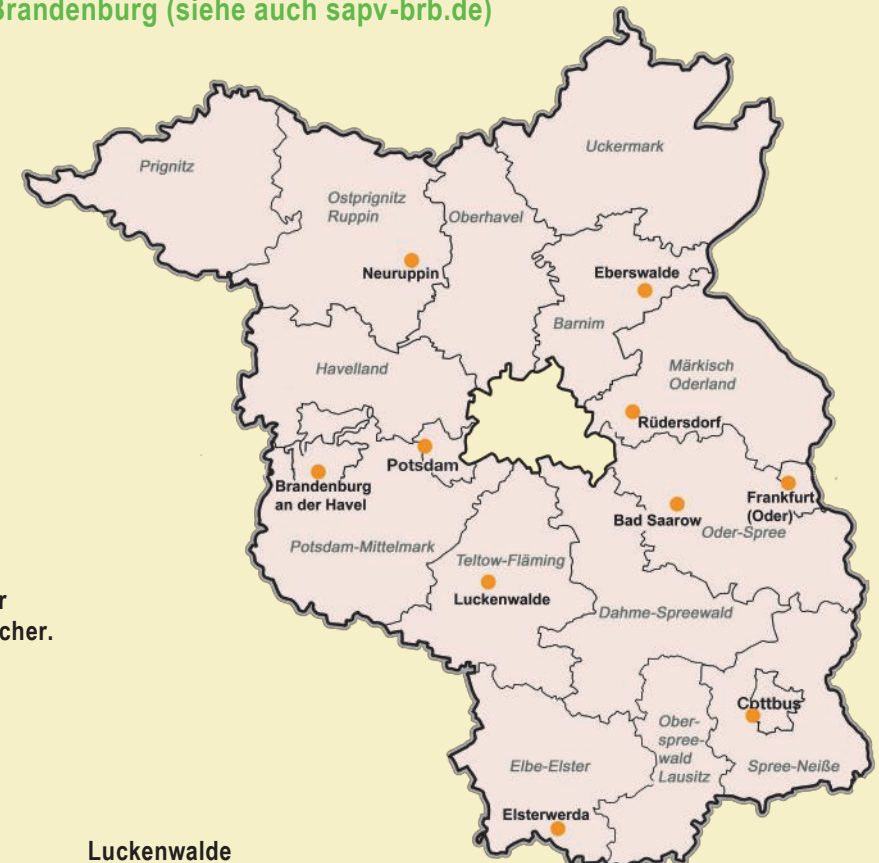 Brandenburg (siehe auch sapv-brb.de)
Prignitz
Uckermark
Ostprignitz
Ruppin
Oberhavel
Neuruppin
Eberswalde
Barnim
Havelland
Märkisch
Oderland
Rüdersdorf
Potsdam
Brandenburg
an der Havel
Frankfurt
(Oder)
Bad Saarow
Oder-Spree
Potsdam-Mittelmark
Teltow-Fläming
Luckenwalde
Dahme-Spreewald
r
cher.
Cottbus
Ober-
spree-
wald
Lausitz
Elbe-Elster
Spree-Neiße
Elsterwerda
Luckenwalde